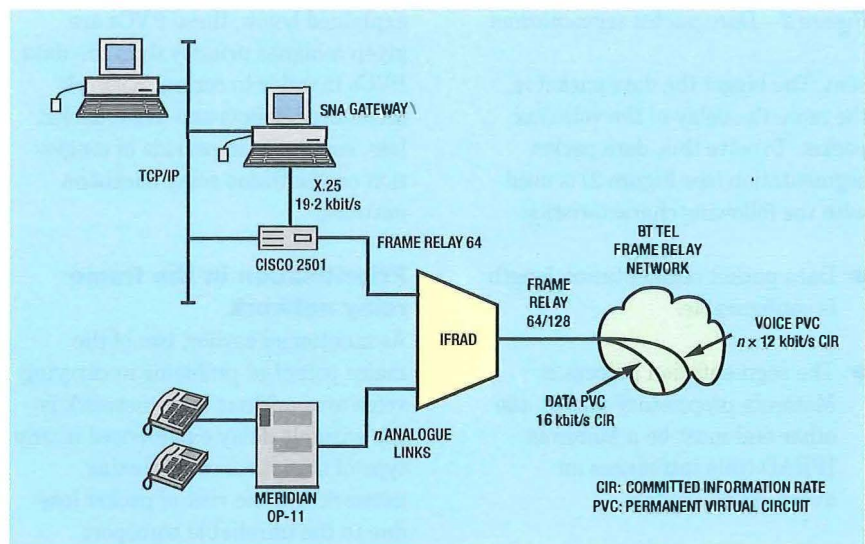 SNA GATEWAY
TCP/IP
X.25
19·2 kbit/s
CISCO 2501
FRAME RELAY 64
IFRAD
FRAME
RELAY
64/128
BT TEL
FRAME RELAY
NETWORK
VOICE PVC
n × 12 kbit/s CIR
DATA PVC
16 kbit/s CIR
n ANALOGUE
LINKS
MERIDIAN
OP-11
CIR: COMMITTED INFORMATION RATE
PVC: PERMANENT VIRTUAL CIRCUIT